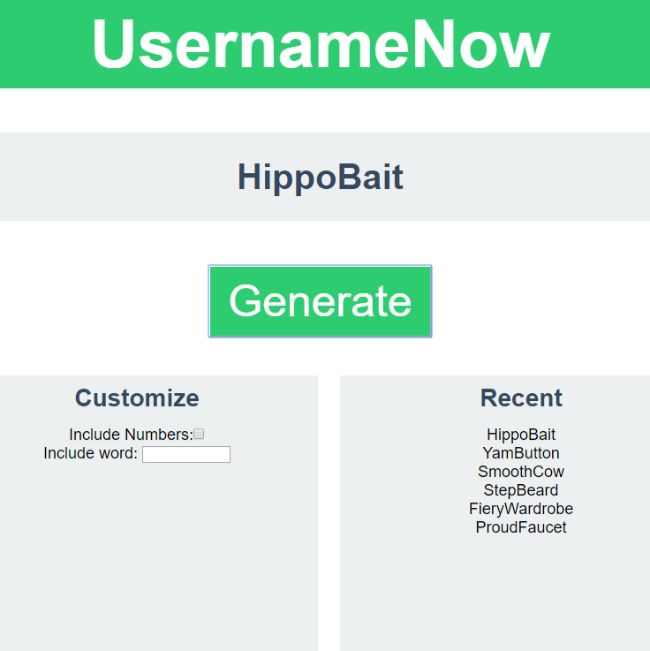 UsernameNow
HippoBait
Generate
Customize
Include Numbers:
Include word:
Recent
HippoBait
YamButton
SmoothCow
StepBeard
FieryWardrobe
ProudFaucet